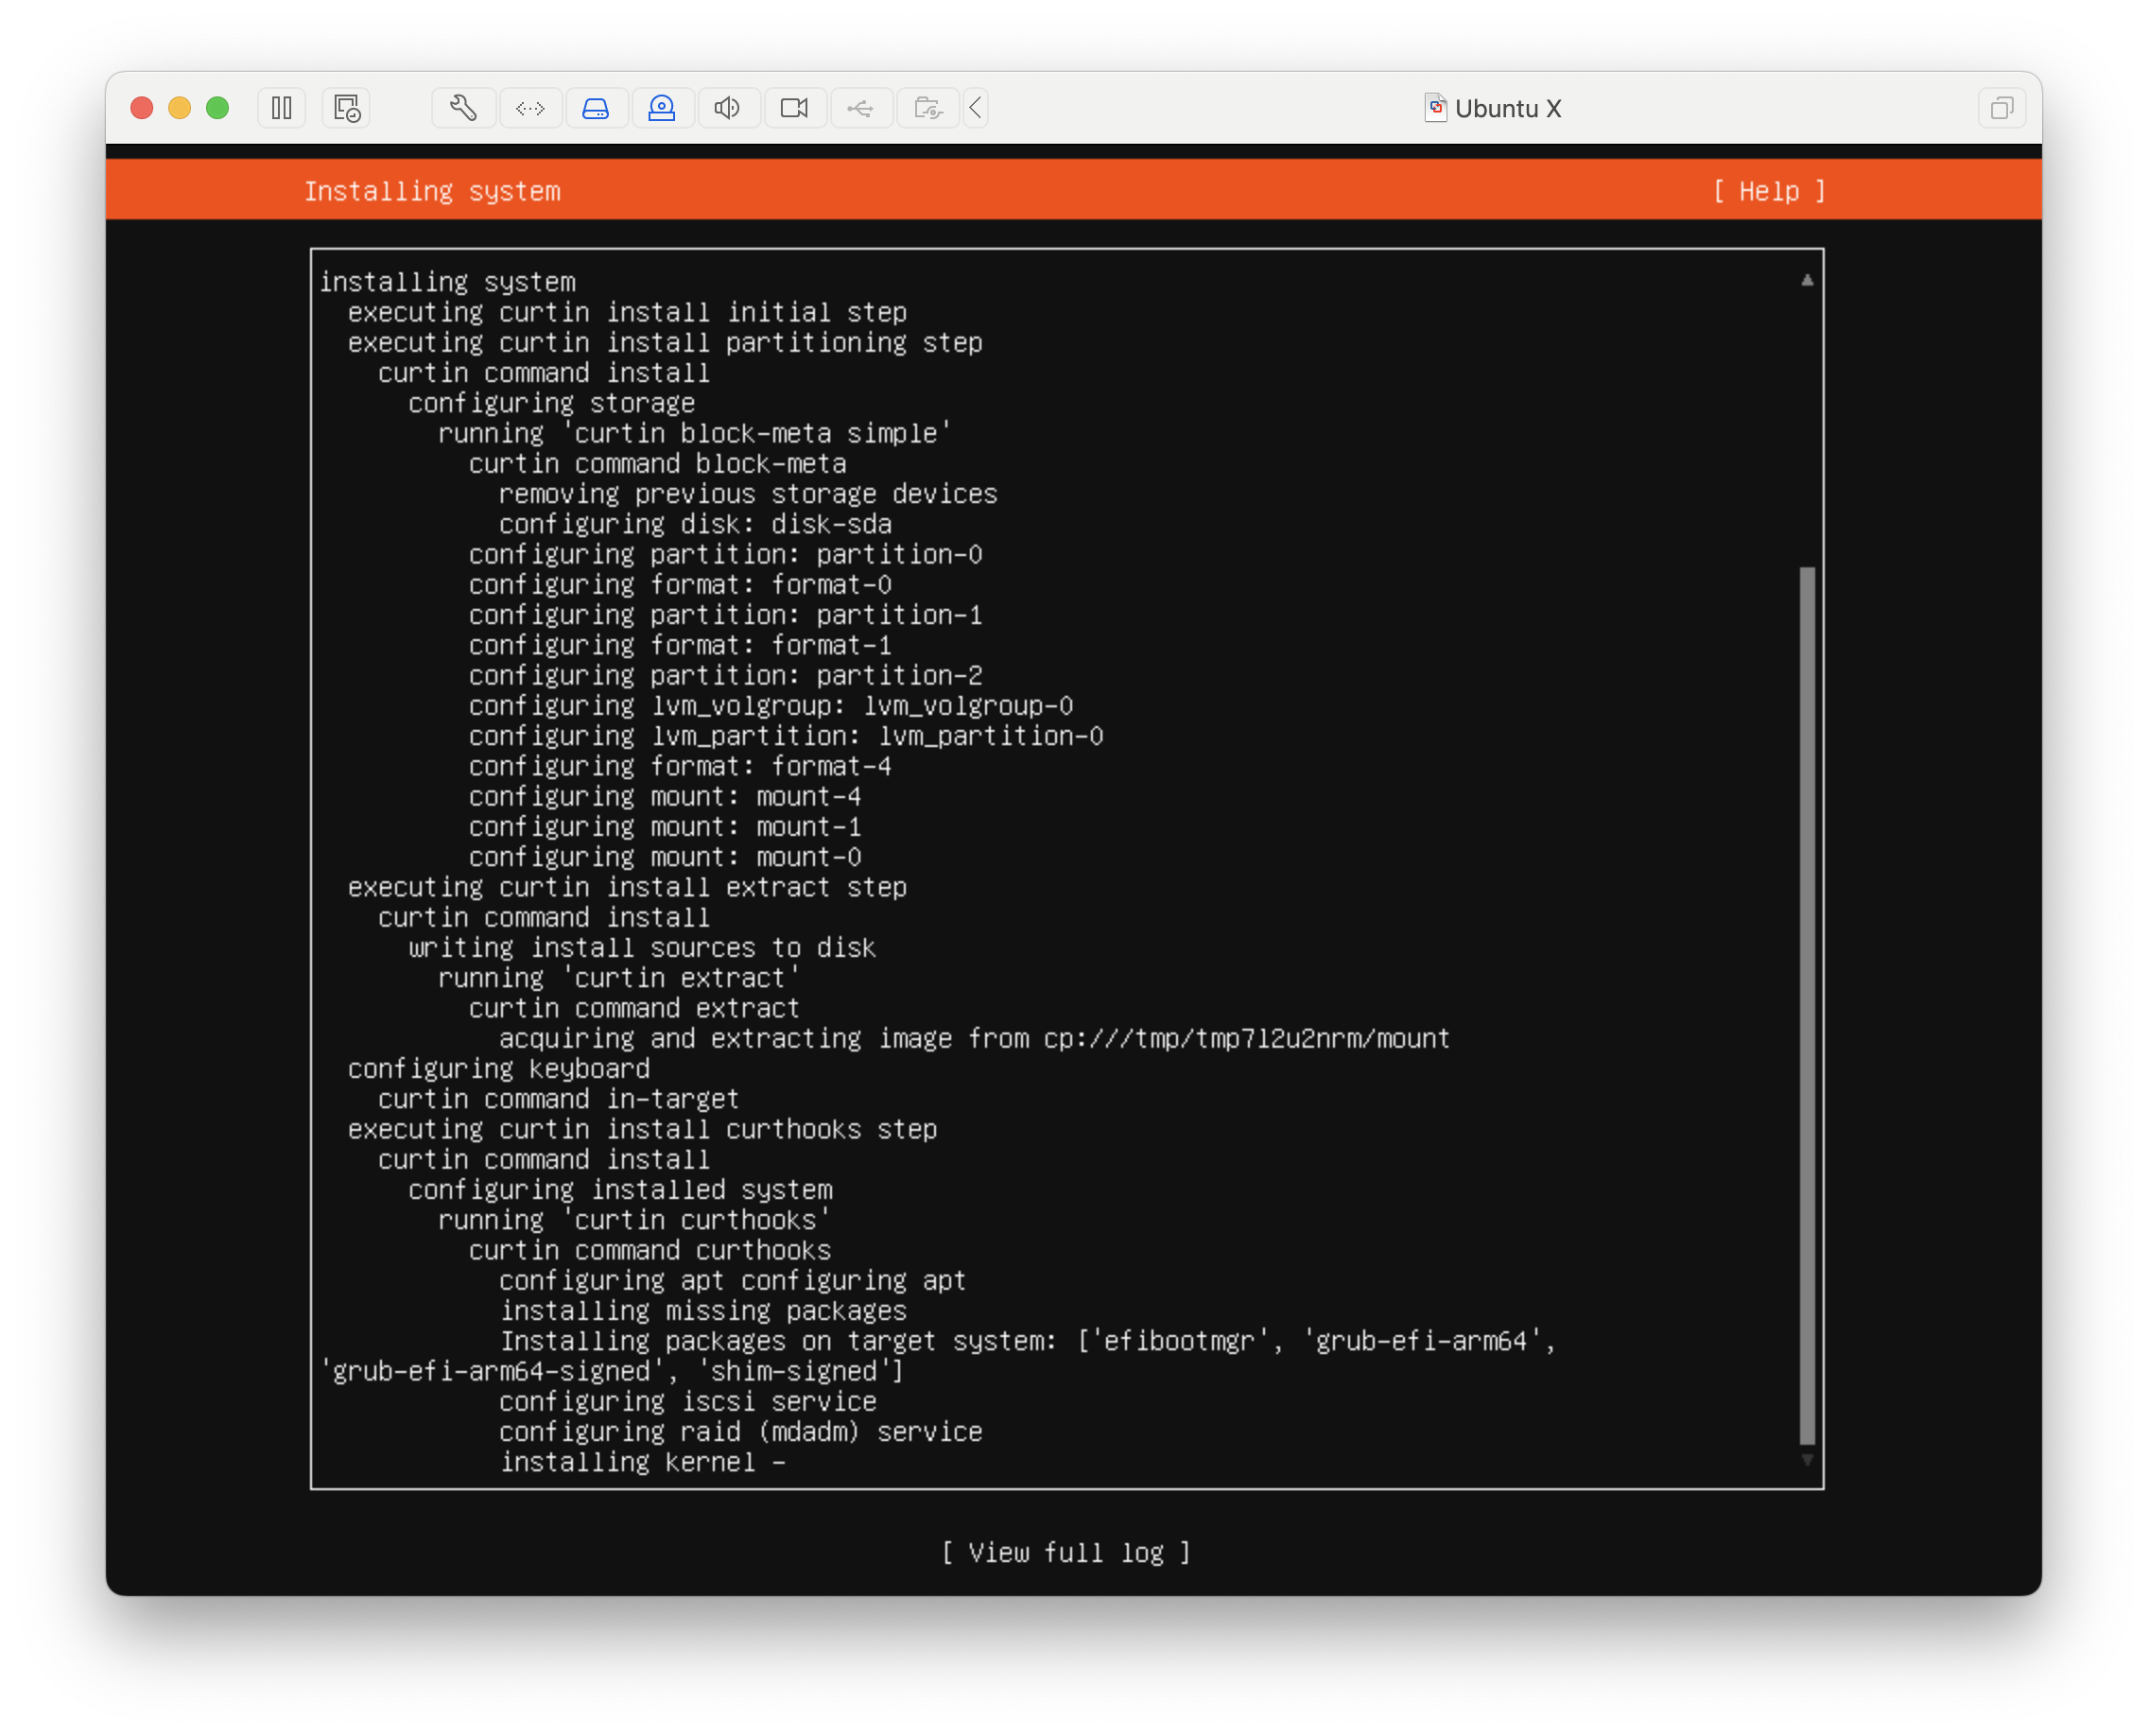 Ubuntu X
Installing system [ Help ]
installing system
executing curtin install initial step
executing curtin install partitioning step
curtin command install
configuring storage
running 'curtin block-meta simple'
curtin command block-meta
removing previous storage devices
configuring disk: disk-sda
configuring partition: partition-0
configuring format: format-0
configuring partition: partition-1
configuring format: format-1
configuring partition: partition-2
configuring lvm_volgroup: lvm_volgroup-0
configuring lvm_partition: lvm_partition-0
configuring format: format-4
configuring mount: mount-4
configuring mount: mount-1
configuring mount: mount-0
executing curtin install extract step
curtin command install
writing install sources to disk
running 'curtin extract'
curtin command extract
acquiring and extracting image from cp:///tmp/tmp7l2u2nrm/mount
configuring keyboard
curtin command in-target
executing curtin install curthooks step
curtin command install
configuring installed system
running 'curtin curthooks'
curtin command curthooks
configuring apt configuring apt
installing missing packages
Installing packages on target system: ['efibootmgr', 'grub-efi-arm64',
'grub-efi-arm64-signed', 'shim-signed']
configuring iscsi service
configuring raid (mdadm) service
installing kernel -
[ View full log ]